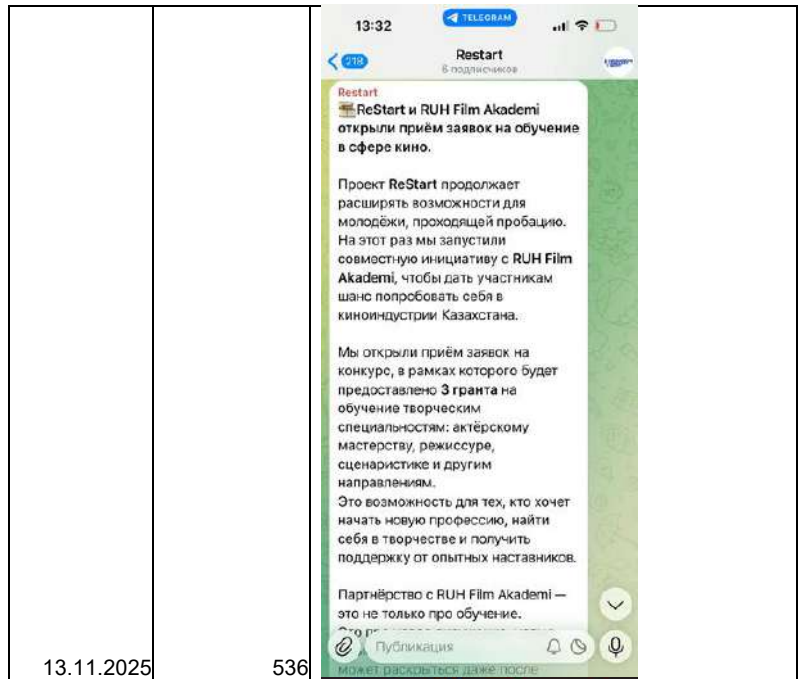 13:32
TELEGRAM
218
Restart
6 подписчиков
Restart
ReStart и RUH Film Akademi
открыли приём заявок на обучение
в сфере кино.
Проект ReStart продолжает
расширять возможности для
молодёжи, проходящей пробацию.
На этот раз мы запустили
совместную инициативу с RUH Film
Akademi, чтобы дать участникам
шанс попробовать себя в
киноиндустрии Казахстана.
Мы открыли приём заявок на
конкурс, в рамках которого будет
предоставлено 3 гранта на
обучение творческим
специальностям: актёрскому
мастерству, режиссуре,
сценаристике и другим
направлениям.
Это возможность для тех, кто хочет
начать новую профессию, найти
себя в творчестве и получить
поддержку от опытных наставников.
Партнёрство с RUH Film Akademi —
это не только про обучение.
Публикация
может раскрыться даже после
13.11.2025
536